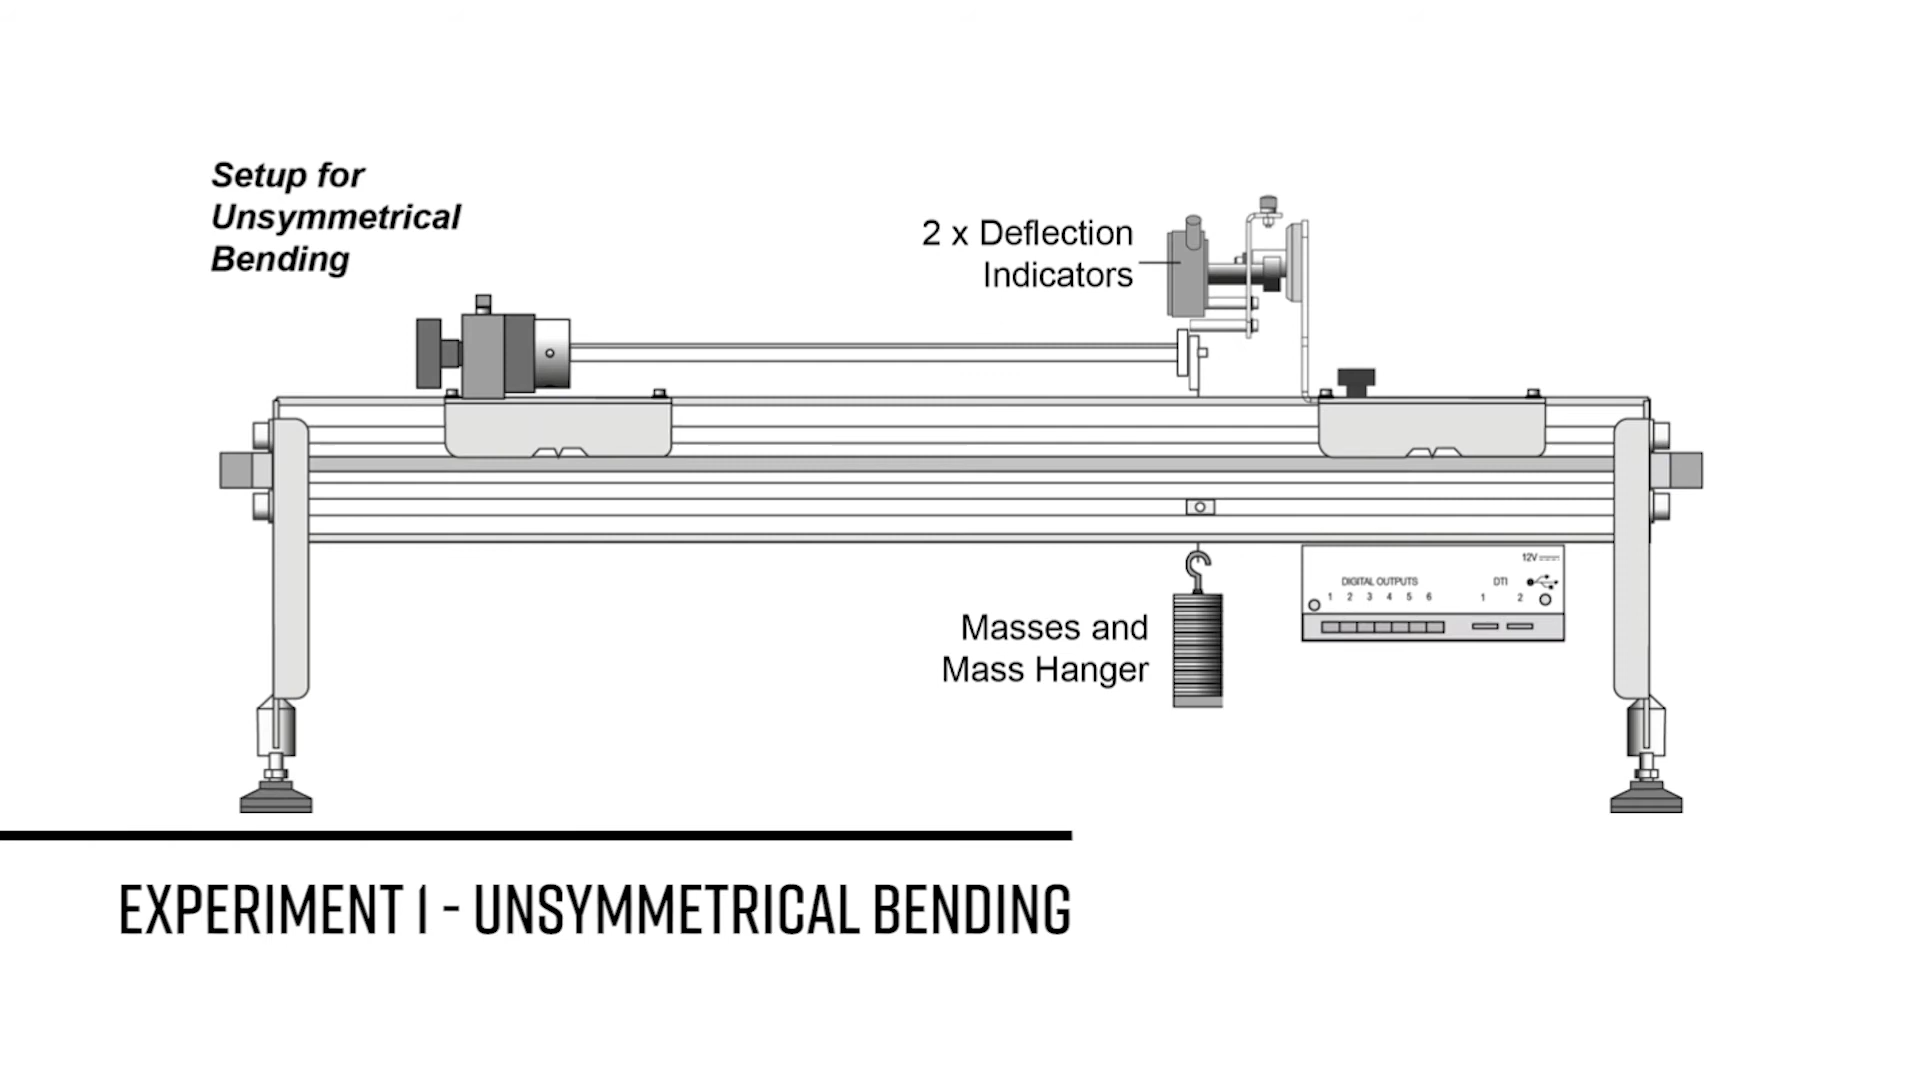 Setup for
Unsymmetrical
Bending
2 x Deflection
Indicators
12V
DIGITAL OUTPUTS
DTI
1 2 3 4 5 6
1 2
Masses and
Mass Hanger
EXPERIMENT 1 - UNSYMMETRICAL BENDING